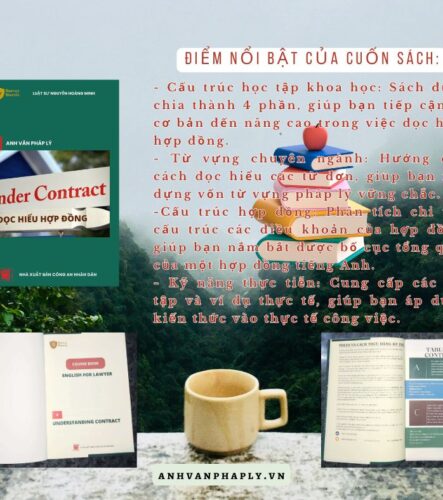 ĐIỂM NỔI BẬT CỦA CUỐN SÁCH:
- Cấu trúc học tập khoa học: Sách đ
chia thành 4 phần, giúp bạn tiếp cận
cơ bản đến nâng cao trong việc đọc h
hợp đồng.
- Từ vựng chuyên ngành: Hướng
cách đọc hiểu các từ đơn, giúp bạn
dựng vốn từ vựng pháp lý vững chắc.
-Cấu trúc hợp đồng: Phân tích chi
cấu trúc các điều khoản của hợp đồ
giúp bạn nắm bắt được bố cục tổng q
của một hợp đồng tiếng Anh.
- Kỹ năng thực tiễn: Cung cấp các
tập và ví dụ thực tế, giúp bạn áp d
kiến thức vào thực tế công việc.
LUẬT SƯ NGUYỄN HOÀNG MINH
ANH VĂN PHÁP LÝ
nder Contract
ĐỌC HIỂU HỢP ĐỒNG
NHÀ XUẤT BẢN CÔNG AN NHÂN DÂN
COURSE BOOK
ENGLISH FOR LAWYER
UNDERSTANDING CONTRACT
TABL
CONT
A
C
ANHVANPHAPLY.VN